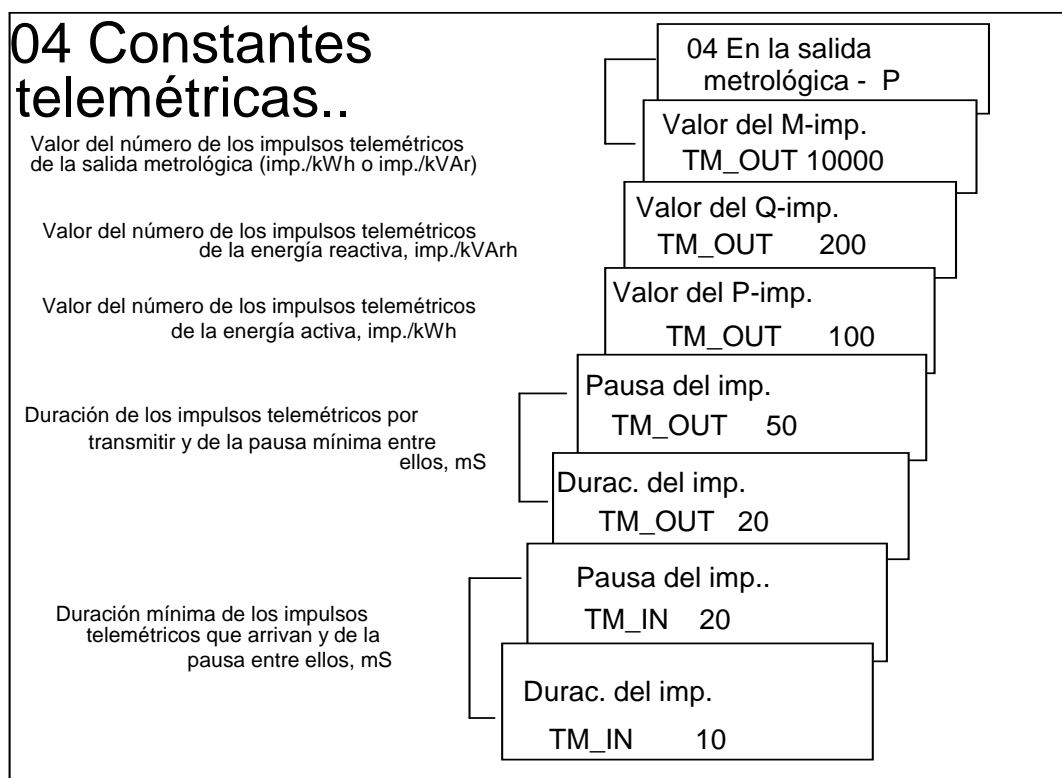 04 Constantes
telemétricas..
04 En la salida
metrológica - P
Valor del número de los impulsos telemétricos
de la salida metrológica (imp./kWh o imp./kVAr)
Valor del M-imp.
TM_OUT 10000
Valor del número de los impulsos telemétricos
de la energía reactiva, imp./kVArh
Valor del Q-imp.
TM_OUT 200
Valor del número de los impulsos telemétricos
de la energía activa, imp./kWh
Valor del P-imp.
TM_OUT 100
Duración de los impulsos telemétricos por
transmitir y de la pausa mínima entre
ellos, mS
Pausa del imp.
TM_OUT 50
Durac. del imp.
TM_OUT 20
Duración mínima de los impulsos
telemétricos que arrivan y de la
pausa entre ellos, mS
Pausa del imp..
TM_IN 20
Durac. del imp.
TM_IN 10